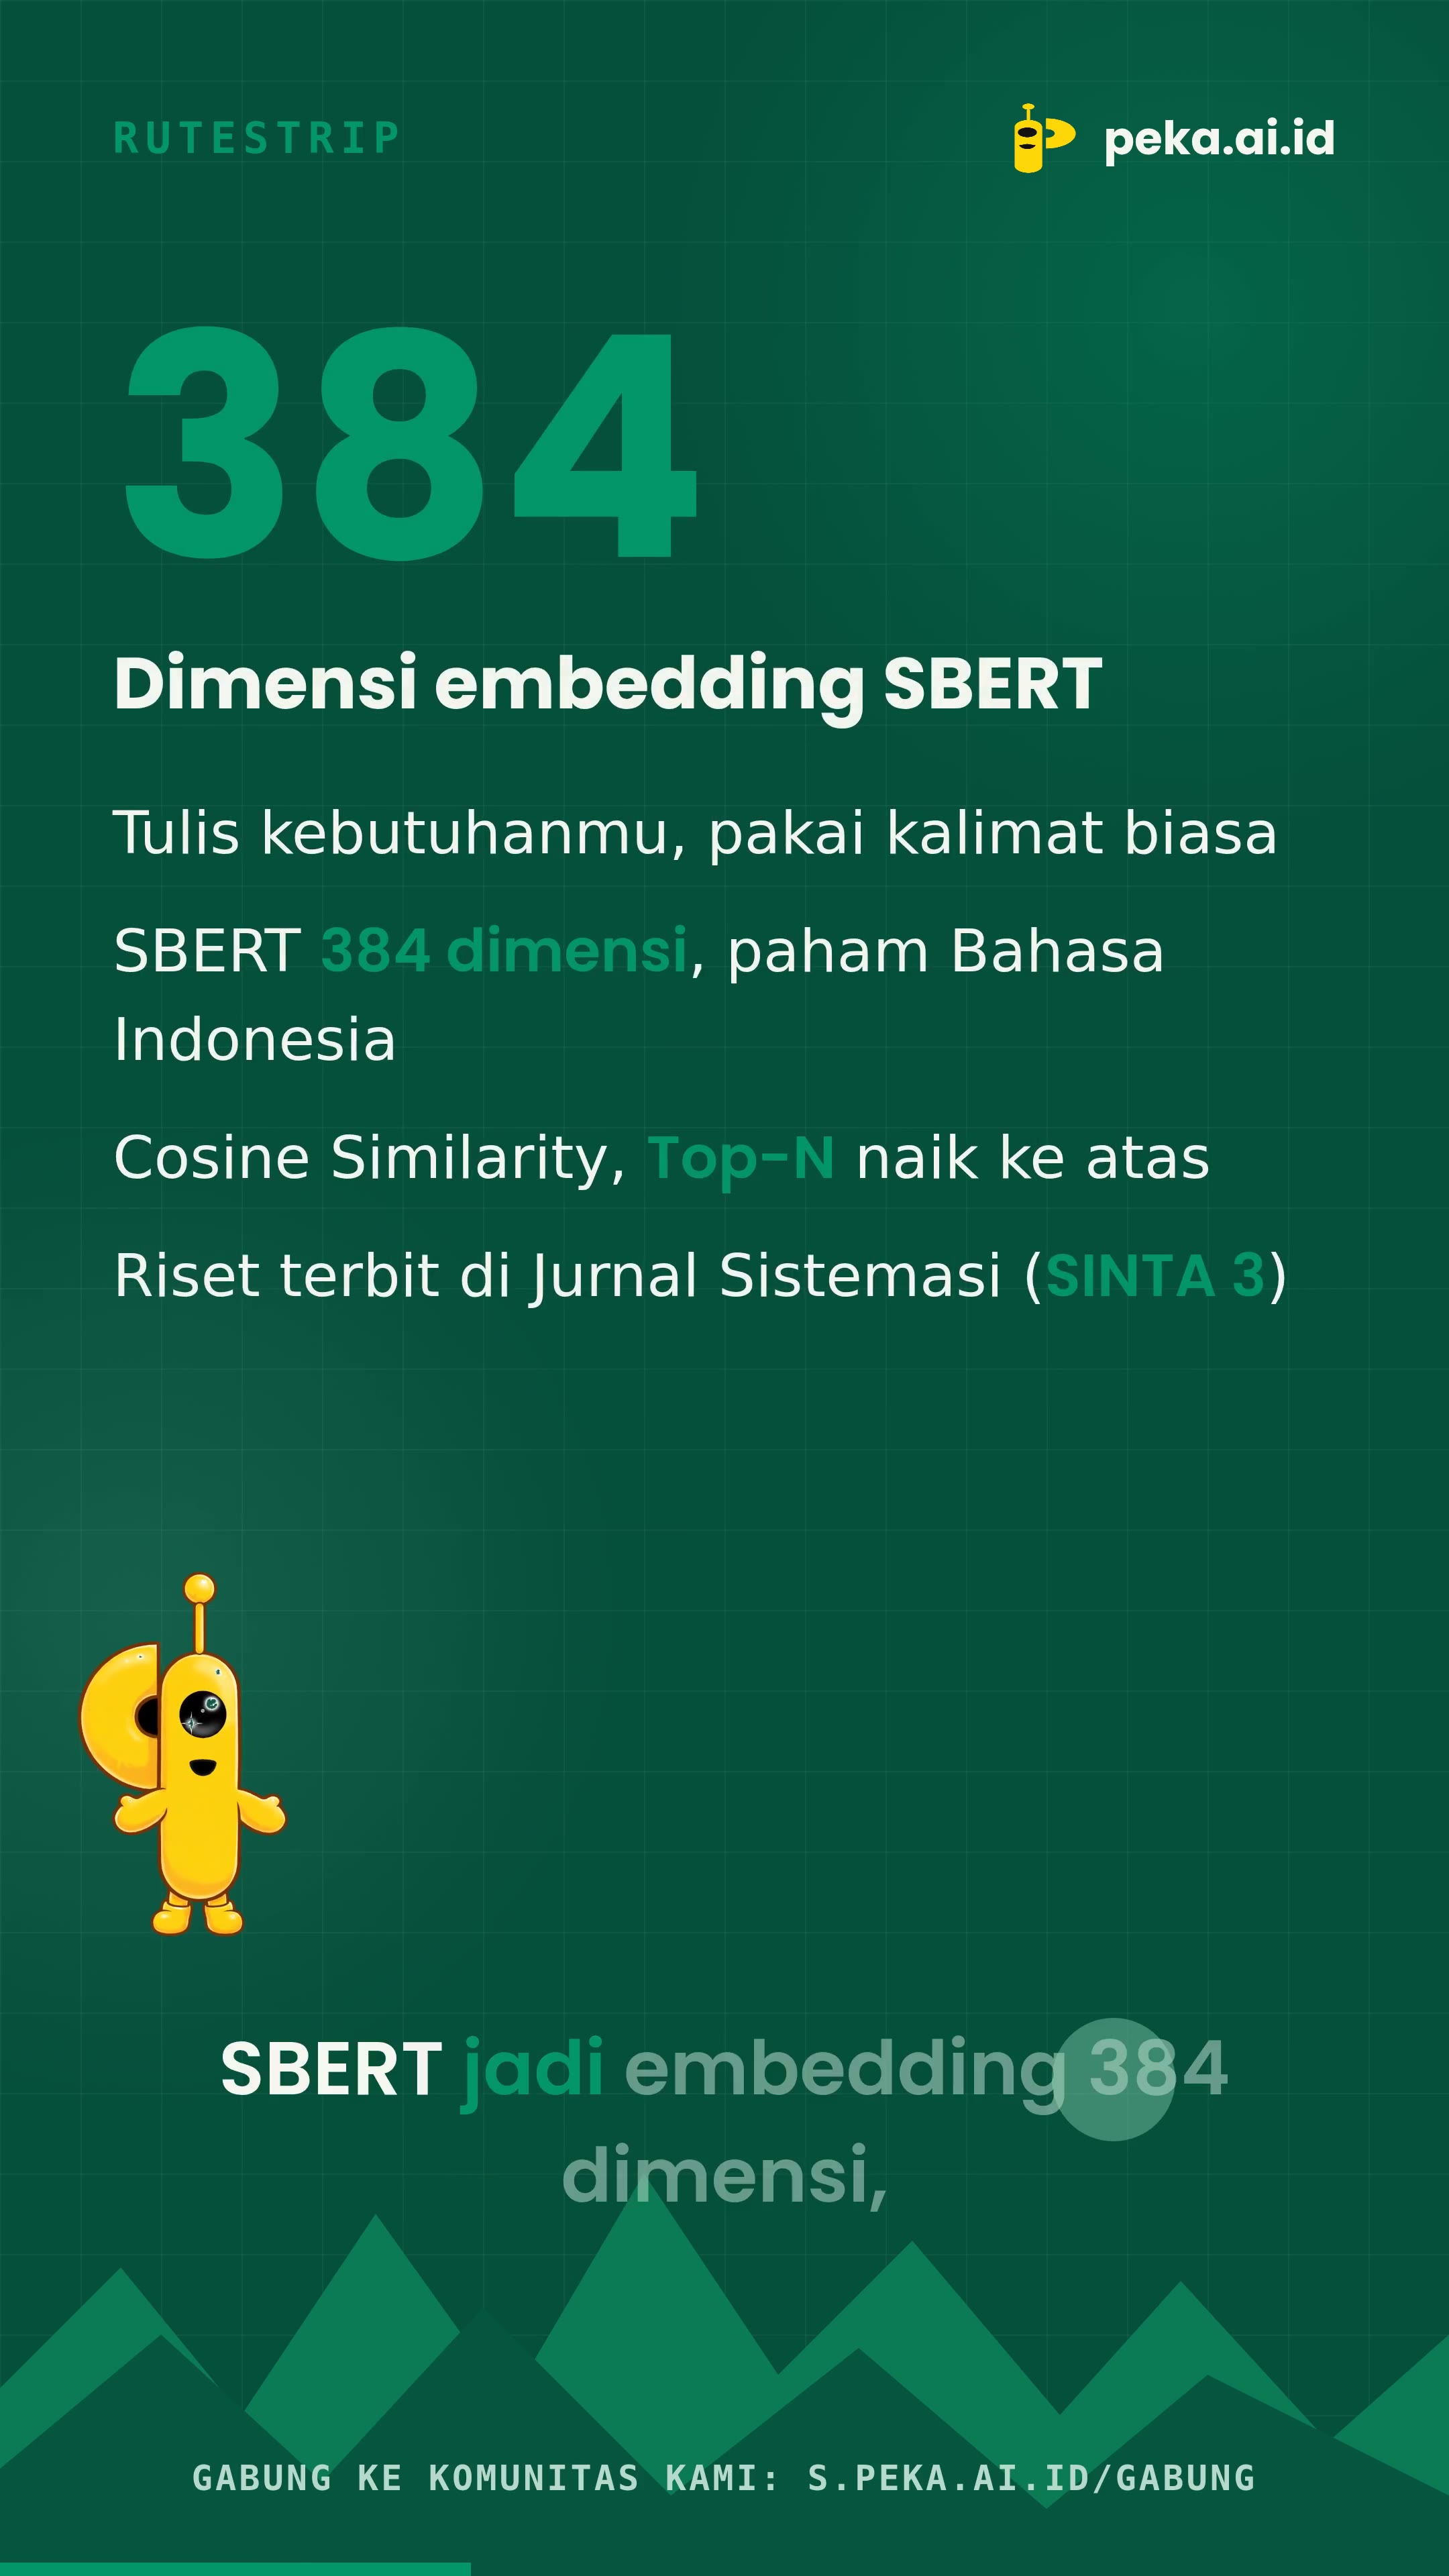 RUTESTRIP
peka.ai.id
384
Dimensi embedding SBERT
Tulis kebutuhanmu, pakai kalimat biasa
SBERT 384 dimensi, paham Bahasa
Indonesia
Cosine Similarity, Top-N naik ke atas
Riset terbit di Jurnal Sistemasi (SINTA 3)
SBERT jadi embedding 384
dimensi,
GABUNG KE KOMUNITAS KAMI: S.PEKA.AI.ID/GABUNG